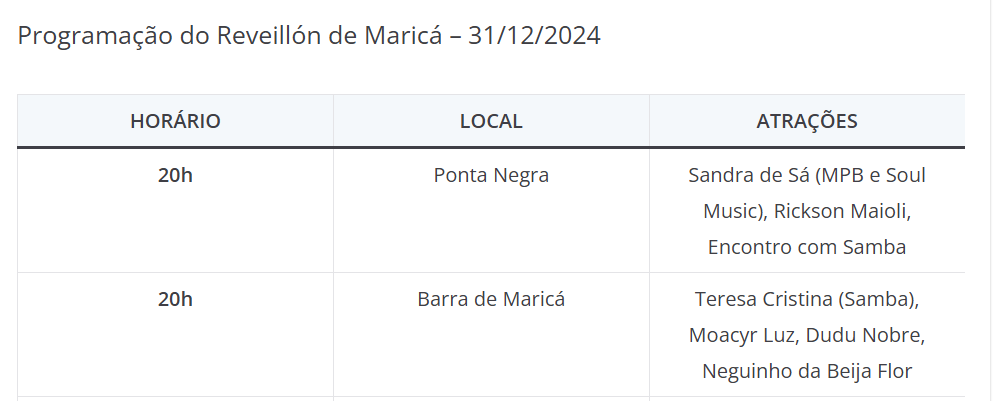 Programação do Reveillón de Maricá – 31/12/2024
HORÁRIO LOCAL ATRAÇÕES
20h Ponta Negra Sandra de Sá (MPB e Soul
Music), Rickson Maioli,
Encontro com Samba
20h Barra de Maricá Teresa Cristina (Samba),
Moacyr Luz, Dudu Nobre,
Neguinho da Beija Flor